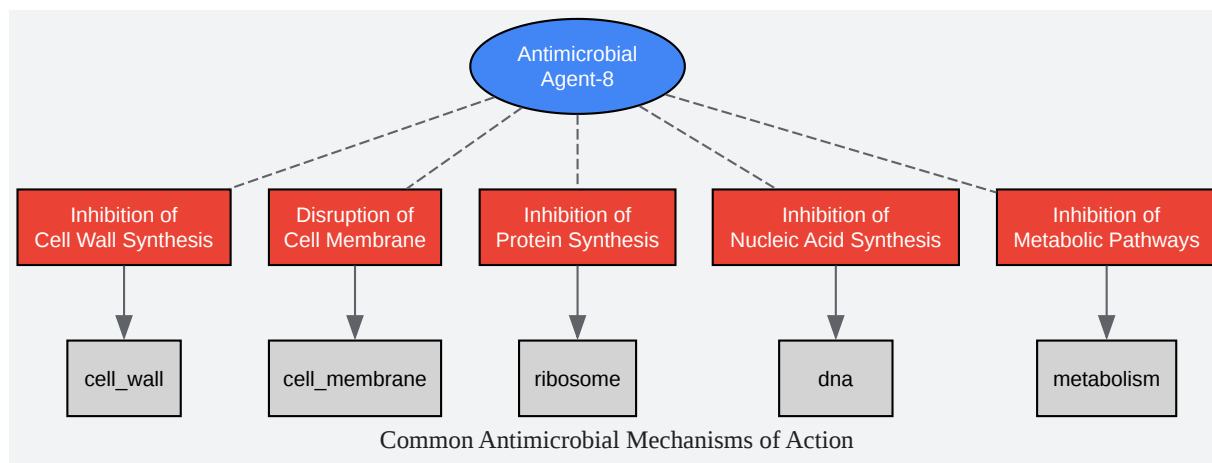 Antimicrobial
Agent-8
Inhibition of
Cell Wall Synthesis
Disruption of
Cell Membrane
Inhibition of
Protein Synthesis
Inhibition of
Nucleic Acid Synthesis
Inhibition of
Metabolic Pathways
cell_wall
cell_membrane
ribosome
dna
metabolism
Common Antimicrobial Mechanisms of Action